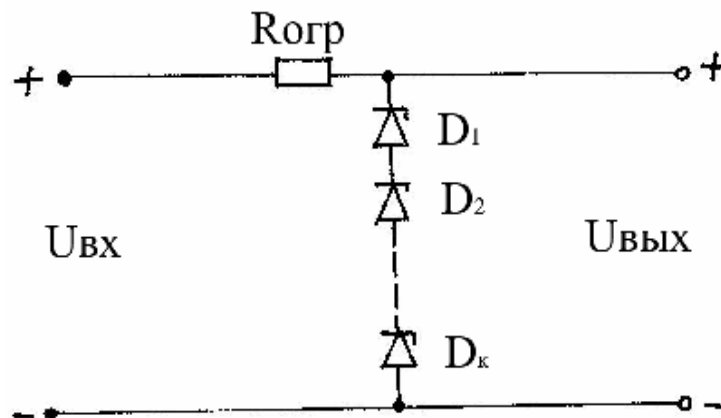 Rогр
+ +
D₁
D₂
Uвх Uвых
Dк
- -